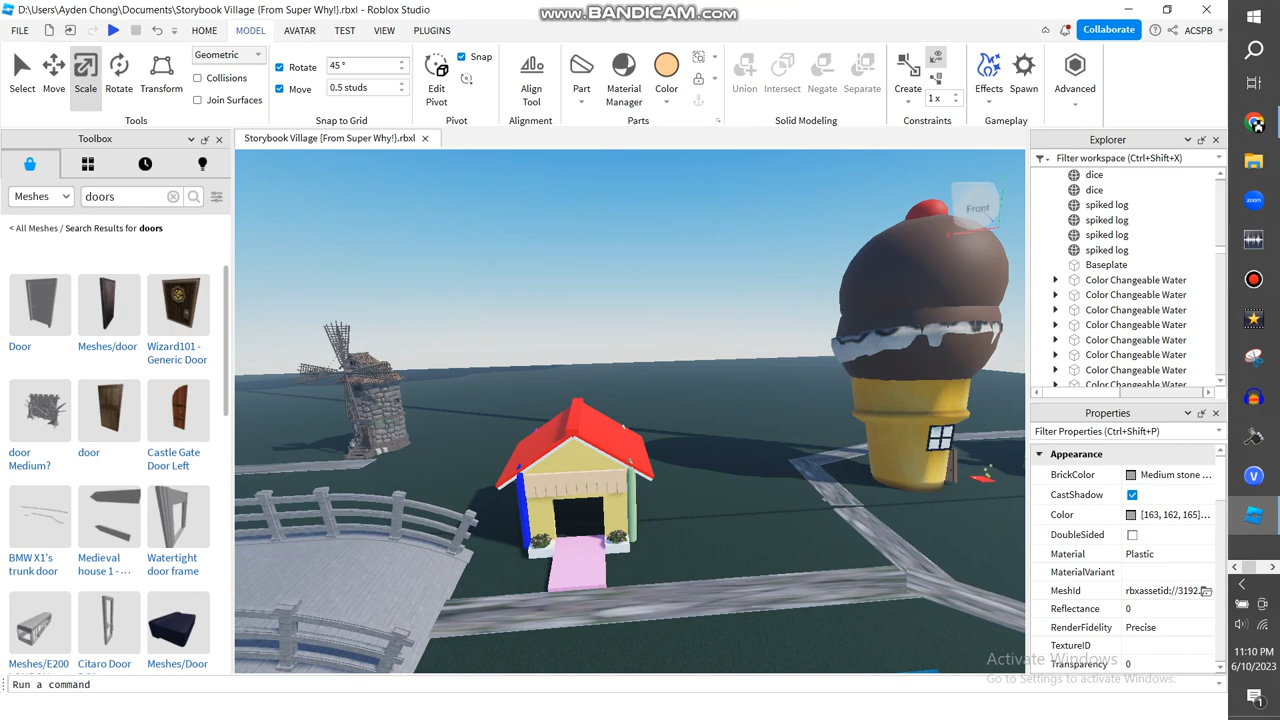 D:\Users\Ayden Chong\Documents\Storybook Village {From Super Why!}.rbxl - Roblox Studio
www.BANDICAM.com
FILE HOME MODEL AVATAR TEST VIEW PLUGINS Collaborate ACSPB
Select Move Scale Rotate Transform
Geometric
Collisions
Join Surfaces
Tools
Rotate 45 °
Move 0.5 studs
Snap to Grid
Edit Pivot
Snap
Pivot
Align Tool
Alignment
Part Material Manager Color
Parts
Union Intersect Negate Separate
Solid Modeling
Create 1 x
Constraints
Effects Spawn
Gameplay
Advanced
Toolbox
Meshes doors
< All Meshes / Search Results for doors
Door Meshes/door Wizard101 - Generic Door
door Medium? door Castle Gate Door Left
BMW X1's trunk door Medieval house 1 - ... Watertight door frame
Meshes/E200 Citaro Door Meshes/Door
Storybook Village {From Super Why!}.rbxl
Front
Explorer
Filter workspace (Ctrl+Shift+X)
dice
dice
spiked log
spiked log
spiked log
spiked log
Baseplate
Color Changeable Water
Color Changeable Water
Color Changeable Water
Color Changeable Water
Color Changeable Water
Color Changeable Water
Color Changeable Water
Color Changeable Water
Properties
Filter Properties (Ctrl+Shift+P)
Appearance
BrickColor Medium stone ...
CastShadow
Color [163, 162, 165]...
DoubleSided
Material Plastic
MaterialVariant
MeshId rbxassetid://3192...
Reflectance 0
RenderFidelity Precise
TextureID
Transparency 0
Activate Windows
Go to Settings to activate Windows.
Run a command
zoom
V
11:10 PM
6/10/2023
1